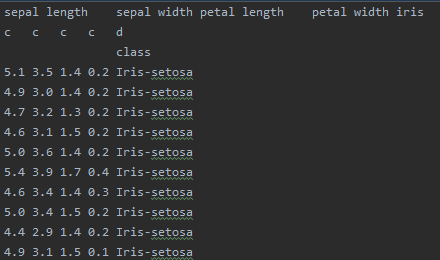 sepal length sepal width petal length petal width iris
c c c c d
class
5.1 3.5 1.4 0.2 Iris-setosa
4.9 3.0 1.4 0.2 Iris-setosa
4.7 3.2 1.3 0.2 Iris-setosa
4.6 3.1 1.5 0.2 Iris-setosa
5.0 3.6 1.4 0.2 Iris-setosa
5.4 3.9 1.7 0.4 Iris-setosa
4.6 3.4 1.4 0.3 Iris-setosa
5.0 3.4 1.5 0.2 Iris-setosa
4.4 2.9 1.4 0.2 Iris-setosa
4.9 3.1 1.5 0.1 Iris-setosa